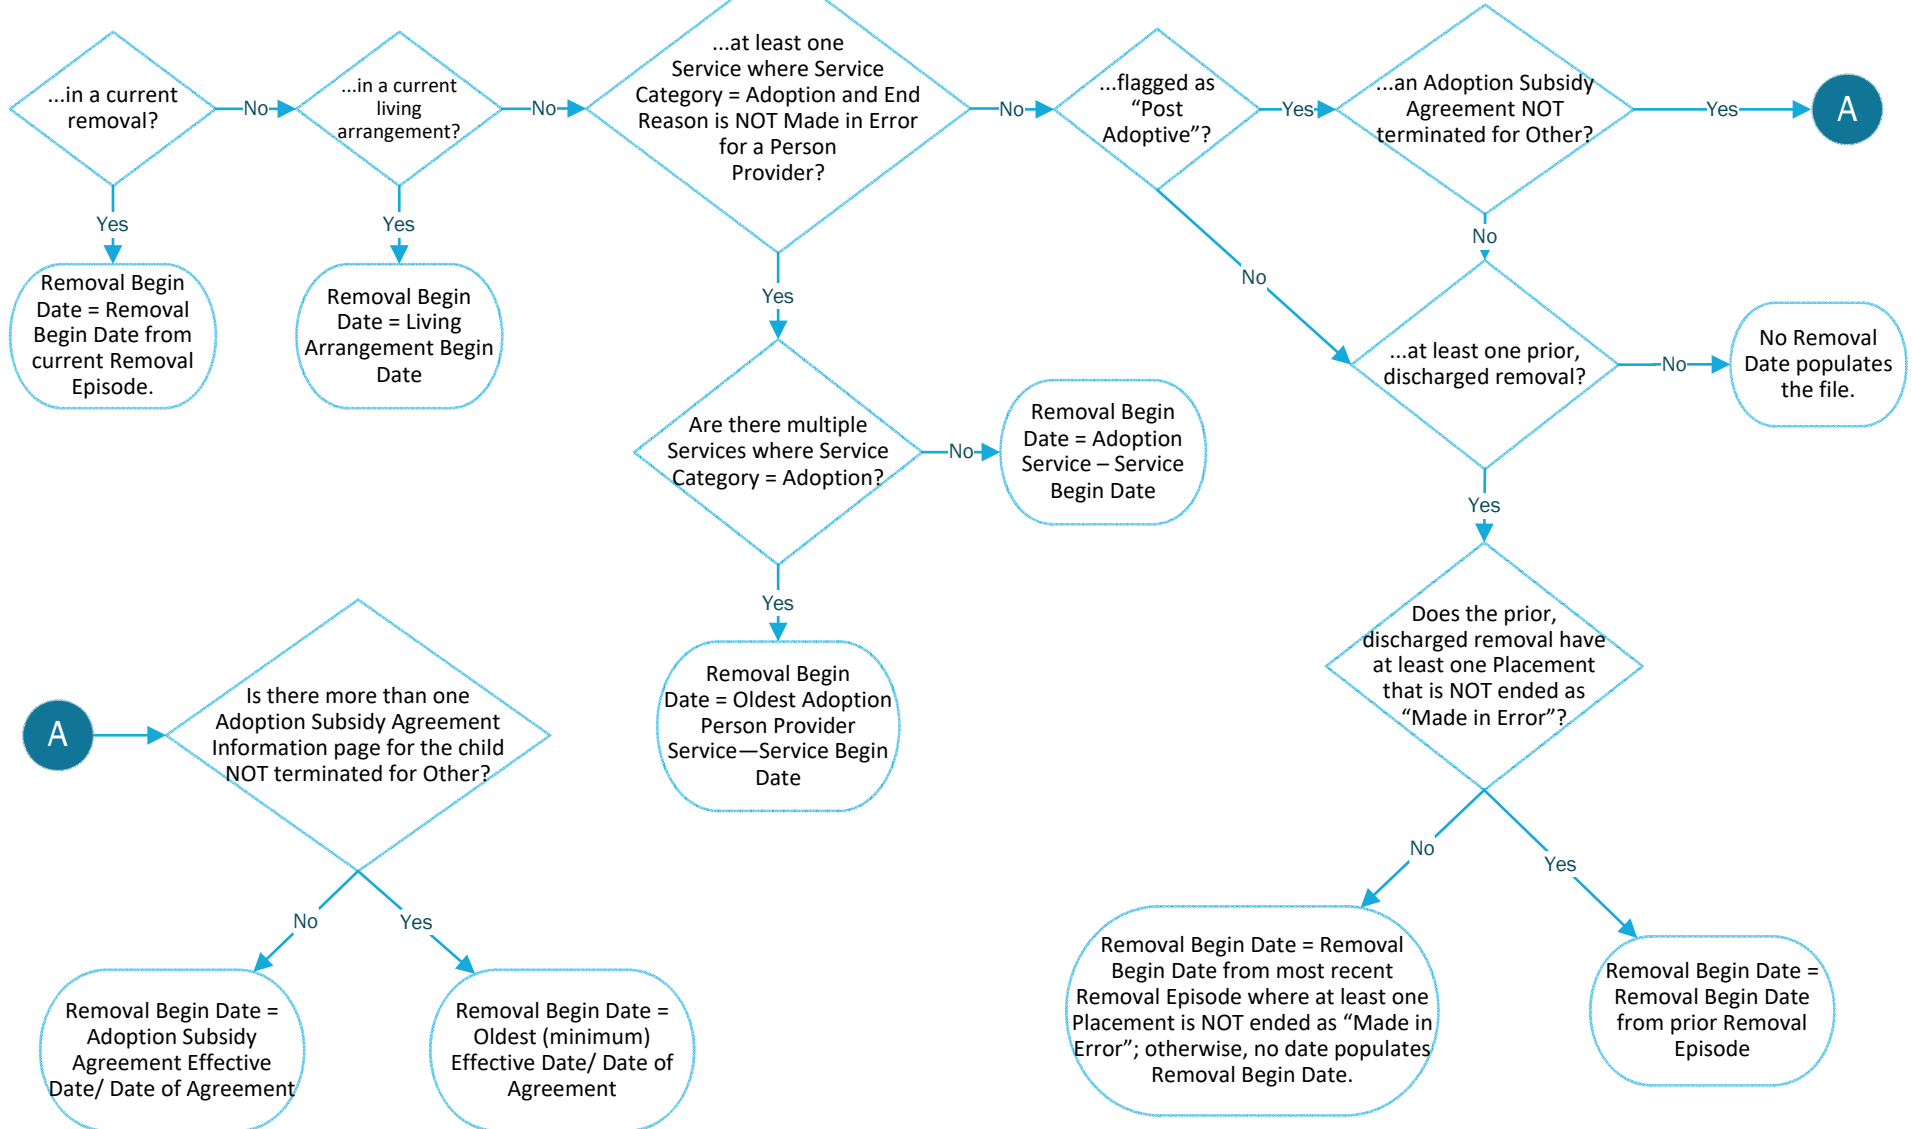 ...in a current
removal?
No
Yes
Removal Begin
Date = Removal
Begin Date from
current Removal
Episode.
...in a current
living
arrangement?
No
Yes
Removal Begin
Date = Living
Arrangement Begin
Date
...at least one
Service where Service
Category = Adoption and End
Reason is NOT Made in Error
for a Person
Provider?
No
Yes
Are there multiple
Services where Service
Category = Adoption?
No
Removal Begin
Date = Adoption
Service – Service
Begin Date
Yes
Removal Begin
Date = Oldest Adoption
Person Provider
Service—Service Begin
Date
...flagged as
“Post
Adoptive”?
Yes
No
...an Adoption Subsidy
Agreement NOT
terminated for Other?
Yes
A
No
...at least one prior,
discharged removal?
No
No Removal
Date populates
the file.
Yes
Does the prior,
discharged removal have
at least one Placement
that is NOT ended as
“Made in Error”?
No
Removal Begin Date = Removal
Begin Date from most recent
Removal Episode where at least one
Placement is NOT ended as “Made in
Error”; otherwise, no date populates
Removal Begin Date.
Yes
Removal Begin Date =
Removal Begin Date
from prior Removal
Episode
A
Is there more than one
Adoption Subsidy Agreement
Information page for the child
NOT terminated for Other?
No
Removal Begin Date =
Adoption Subsidy
Agreement Effective
Date/ Date of Agreement
Yes
Removal Begin Date =
Oldest (minimum)
Effective Date/ Date of
Agreement